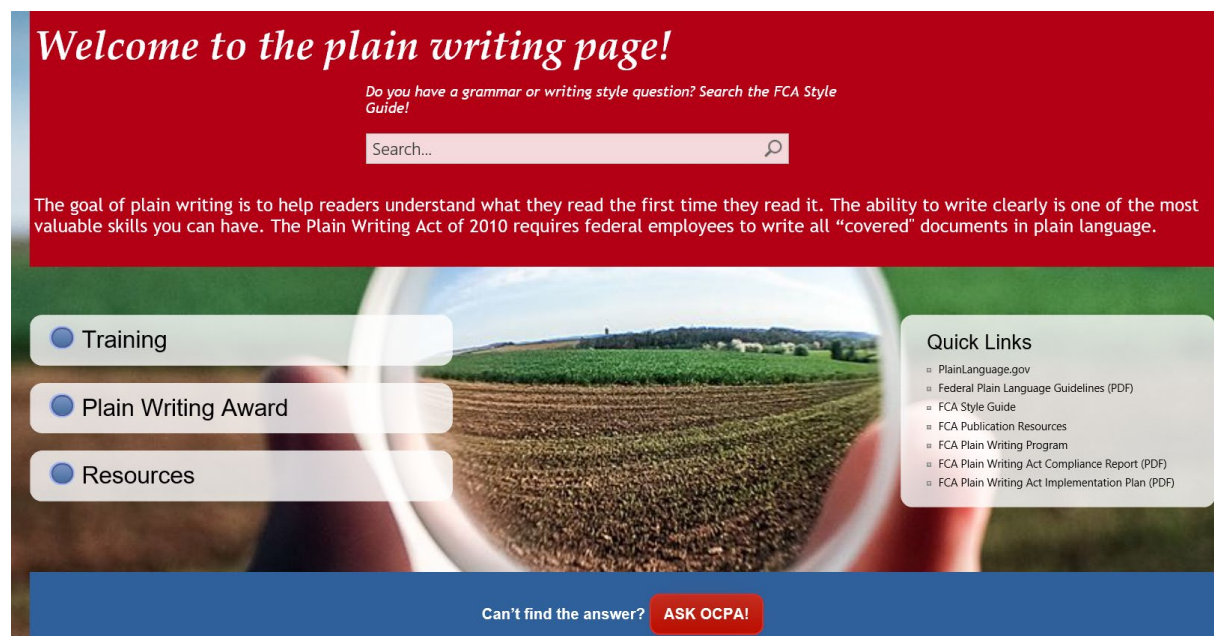 Welcome to the plain writing page!
Do you have a grammar or writing style question? Search the FCA Style
Guide!
Search...
The goal of plain writing is to help readers understand what they read the first time they read it. The ability to write clearly is one of the most
valuable skills you can have. The Plain Writing Act of 2010 requires federal employees to write all “covered" documents in plain language.
Training
Plain Writing Award
Resources
Quick Links
PlainLanguage.gov
Federal Plain Language Guidelines (PDF)
FCA Style Guide
FCA Publication Resources
FCA Plain Writing Program
FCA Plain Writing Act Compliance Report (PDF)
FCA Plain Writing Act Implementation Plan (PDF)
Can’t find the answer? ASK OCPA!